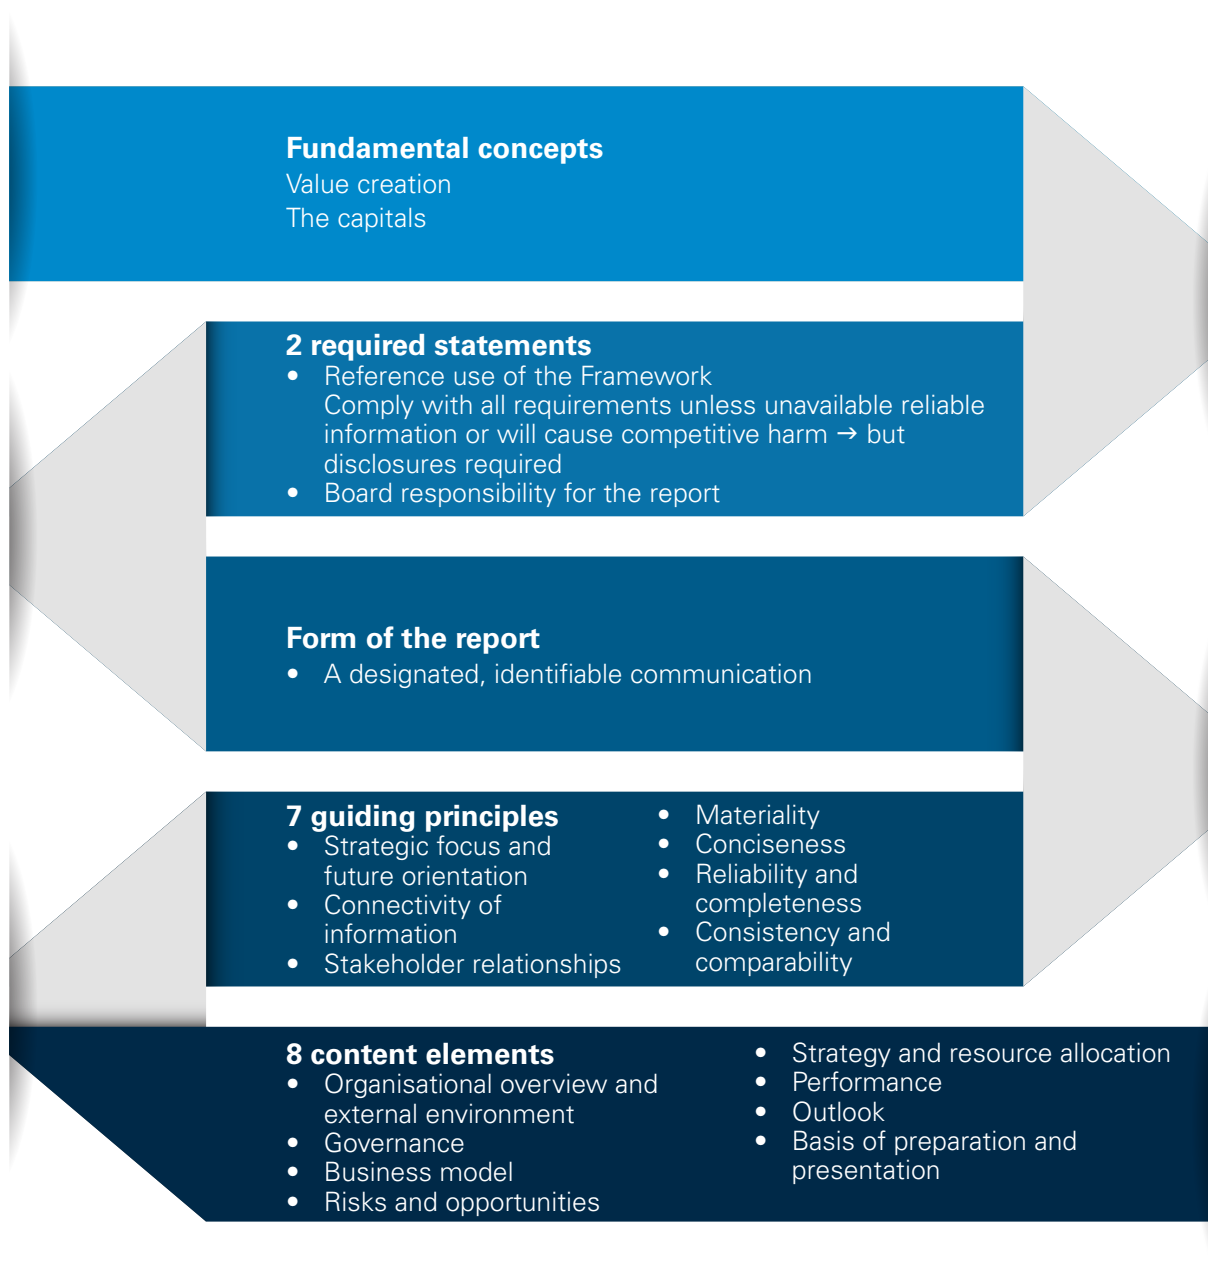 Fundamental concepts
Value creation
The capitals
2 required statements
• Reference use of the Framework
Comply with all requirements unless unavailable reliable
information or will cause competitive harm → but
disclosures required
• Board responsibility for the report
Form of the report
• A designated, identifiable communication
7 guiding principles
• Strategic focus and
future orientation
• Connectivity of
information
• Stakeholder relationships
• Materiality
• Conciseness
• Reliability and
completeness
• Consistency and
comparability
8 content elements
• Organisational overview and
external environment
• Governance
• Business model
• Risks and opportunities
• Strategy and resource allocation
• Performance
• Outlook
• Basis of preparation and
presentation